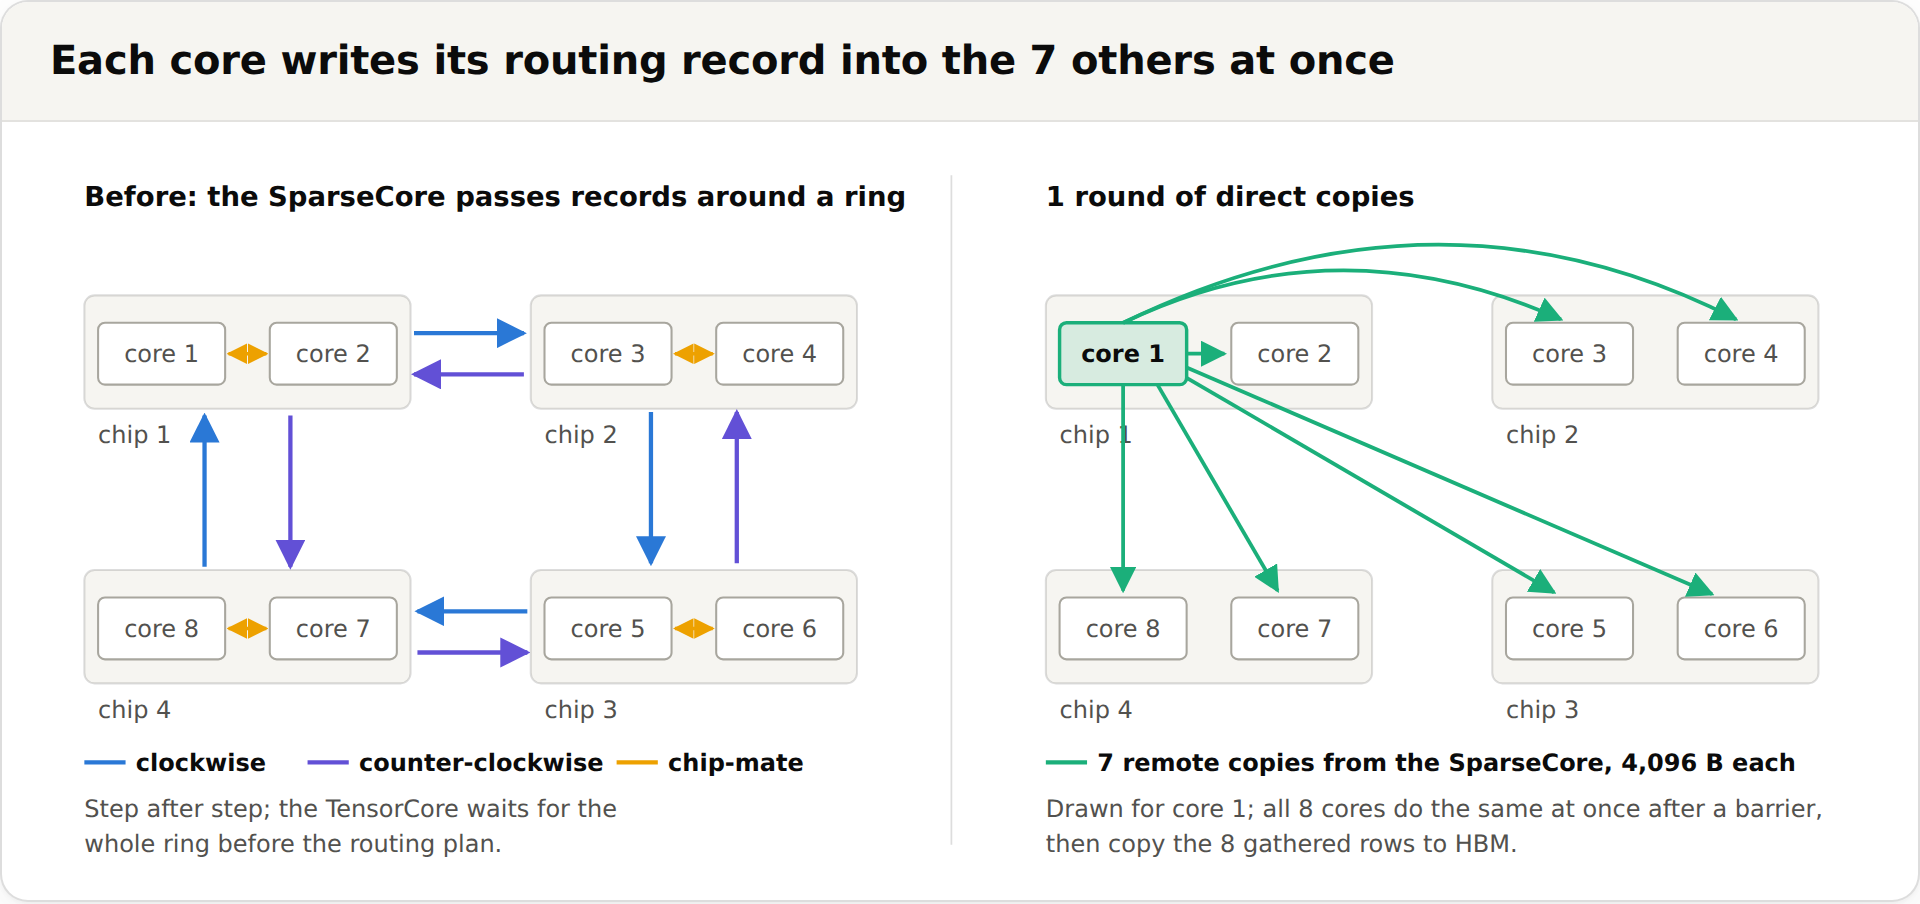 Each core writes its routing record into the 7 others at once
Before: the SparseCore passes records around a ring
core 1
core 2
core 3
core 4
chip 1
chip 2
core 8
core 7
core 5
core 6
chip 4
chip 3
clockwise
counter-clockwise
chip-mate
Step after step; the TensorCore waits for the
whole ring before the routing plan.
1 round of direct copies
core 1
core 2
core 3
core 4
chip 1
chip 2
core 8
core 7
core 5
core 6
chip 4
chip 3
7 remote copies from the SparseCore, 4,096 B each
Drawn for core 1; all 8 cores do the same at once after a barrier,
then copy the 8 gathered rows to HBM.